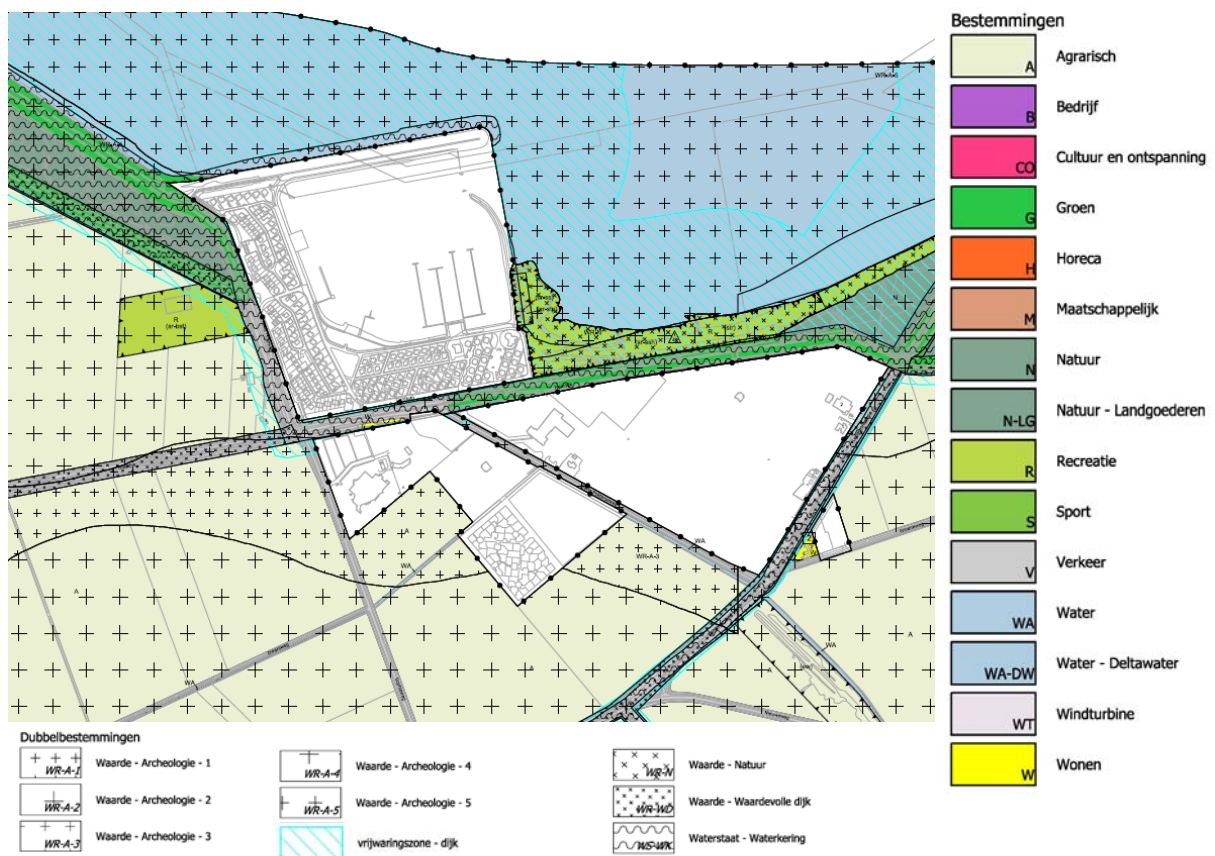 Bestemmingen
A
Agrarisch
B
Bedrijf
CO
Cultuur en ontspanning
G
Groen
H
Horeca
M
Maatschappelijk
N
Natuur
N-LG
Natuur - Landgoederen
R
Recreatie
S
Sport
V
Verkeer
WA
Water
WA-DW
Water - Deltawater
WT
Windturbine
W
Wonen
N
R
A
A
WA
WR-A-3
WA
A
A
WA
WA
A
Dubbelbestemmingen
WR-A-1
Waarde - Archeologie - 1
WR-A-2
Waarde - Archeologie - 2
WR-A-3
Waarde - Archeologie - 3
WR-A-4
Waarde - Archeologie - 4
WR-A-5
Waarde - Archeologie - 5
vrijwaringszone - dijk
WR-N
Waarde - Natuur
WR-WD
Waarde - Waardevolle dijk
WS-WK
Waterstaat - Waterkering